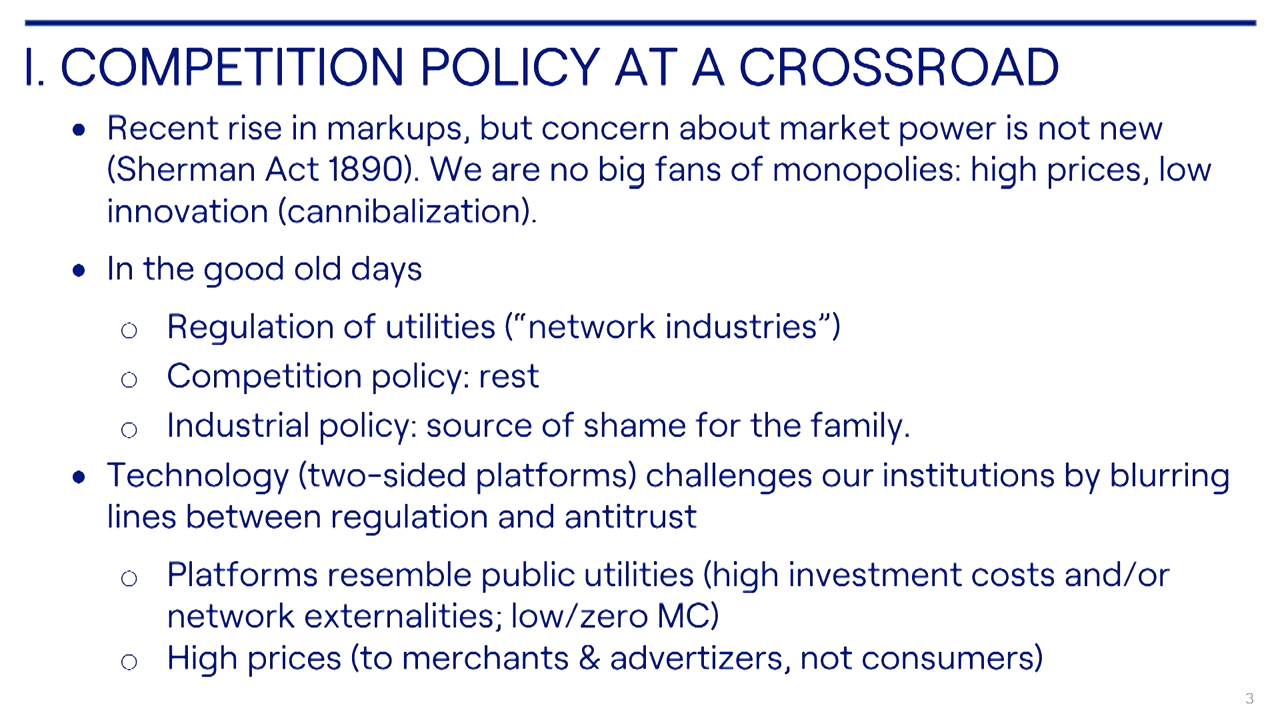 I. COMPETITION POLICY AT A CROSSROAD
• Recent rise in markups, but concern about market power is not new
(Sherman Act 1890). We are no big fans of monopolies: high prices, low
innovation (cannibalization).
• In the good old days
○ Regulation of utilities (“network industries”)
○ Competition policy: rest
○ Industrial policy: source of shame for the family.
• Technology (two-sided platforms) challenges our institutions by blurring
lines between regulation and antitrust
○ Platforms resemble public utilities (high investment costs and/or
network externalities; low/zero MC)
○ High prices (to merchants & advertizers, not consumers)
3